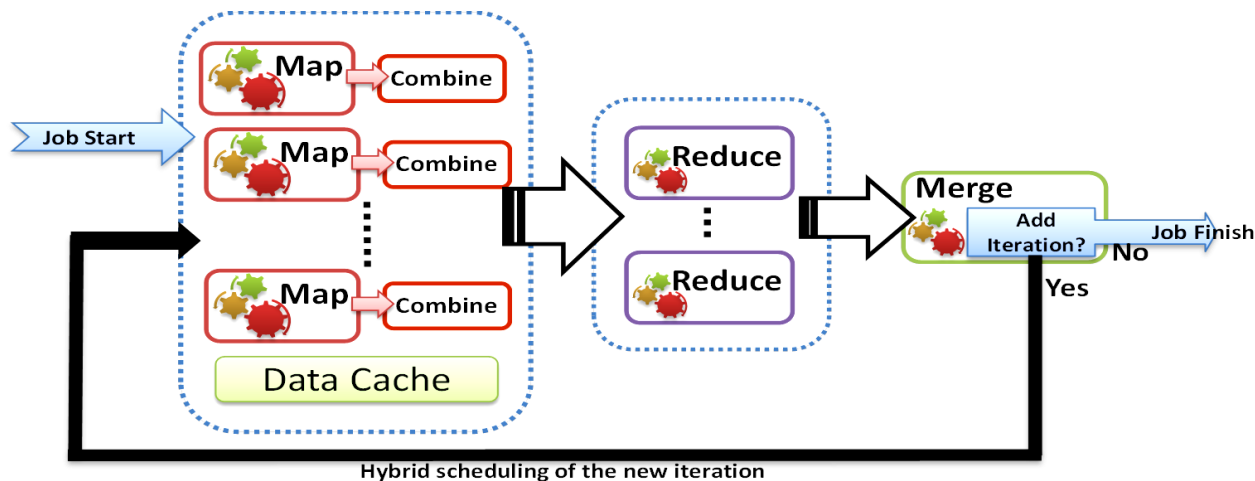 Job Start
Map
Combine
Map
Combine
Map
Combine
Data Cache
Reduce
Reduce
Merge
Add
Iteration?
Job Finish
No
Yes
Hybrid scheduling of the new iteration